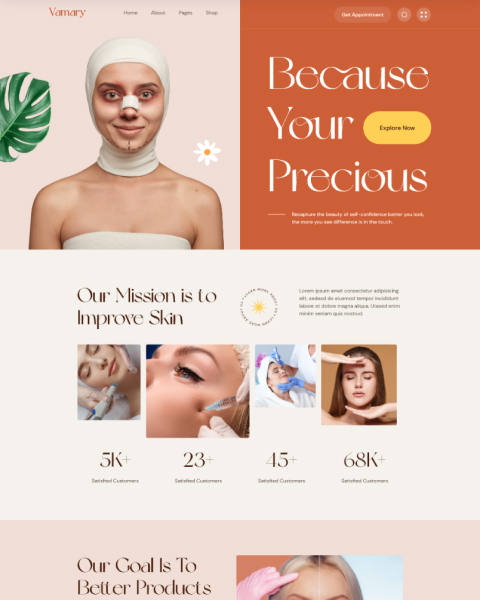 Vamary
Home About Pages Shop
Get Appointment
Because
Your
Explore Now
Precious
Recapture the beauty of self-confidence better you look,
the more you see difference is in the touch.
Our Mission is to
Improve Skin
Lorem ipsum amet consectetur adipiscing
elit, sedead do eiusmod tempor incididunt
labore et dolore magna aliqua. Utased enim
minim veniam quis nostrud.
5K+
23+
45+
68K+
Satisfied Customers
Satisfied Customers
Satisfied Customers
Satisfied Customers
Our Goal Is To
Better Products